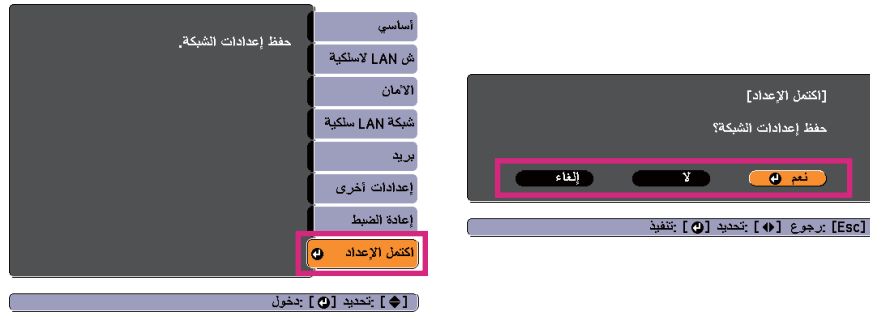 أساسي
حفظ إعدادات الشبكة.
ش LAN لاسلكية
الأمان
شبكة LAN سلكية
بريد
إعدادات أخرى
إعادة الضبط
اكتمل الإعداد
[ ] :تحديد [ ] :دخول
[اكتمل الإعداد]
حفظ إعدادات الشبكة؟
نعم لا إلغاء
[Esc] :رجوع [ ] :تحديد [ ] :تنفيذ